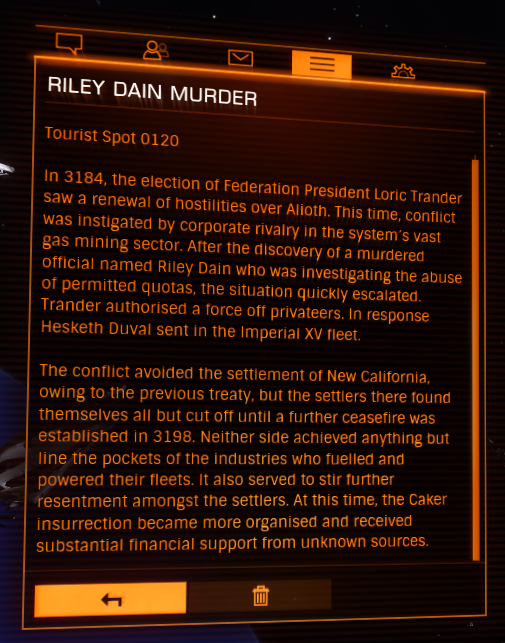 RILEY DAIN MURDER
Tourist Spot 0120
In 3184, the election of Federation President Loric Trander
saw a renewal of hostilities over Alioth. This time, conflict
was instigated by corporate rivalry in the system's vast
gas mining sector. After the discovery of a murdered
official named Riley Dain who was investigating the abuse
of permitted quotas, the situation quickly escalated.
Trander authorised a force off privateers. In response
Hesketh Duval sent in the Imperial XV fleet.
The conflict avoided the settlement of New California,
owing to the previous treaty, but the settlers there found
themselves all but cut off until a further ceasefire was
established in 3198. Neither side achieved anything but
line the pockets of the industries who fuelled and
powered their fleets. It also served to stir further
resentment amongst the settlers. At this time, the Caker
insurrection became more organised and received
substantial financial support from unknown sources.